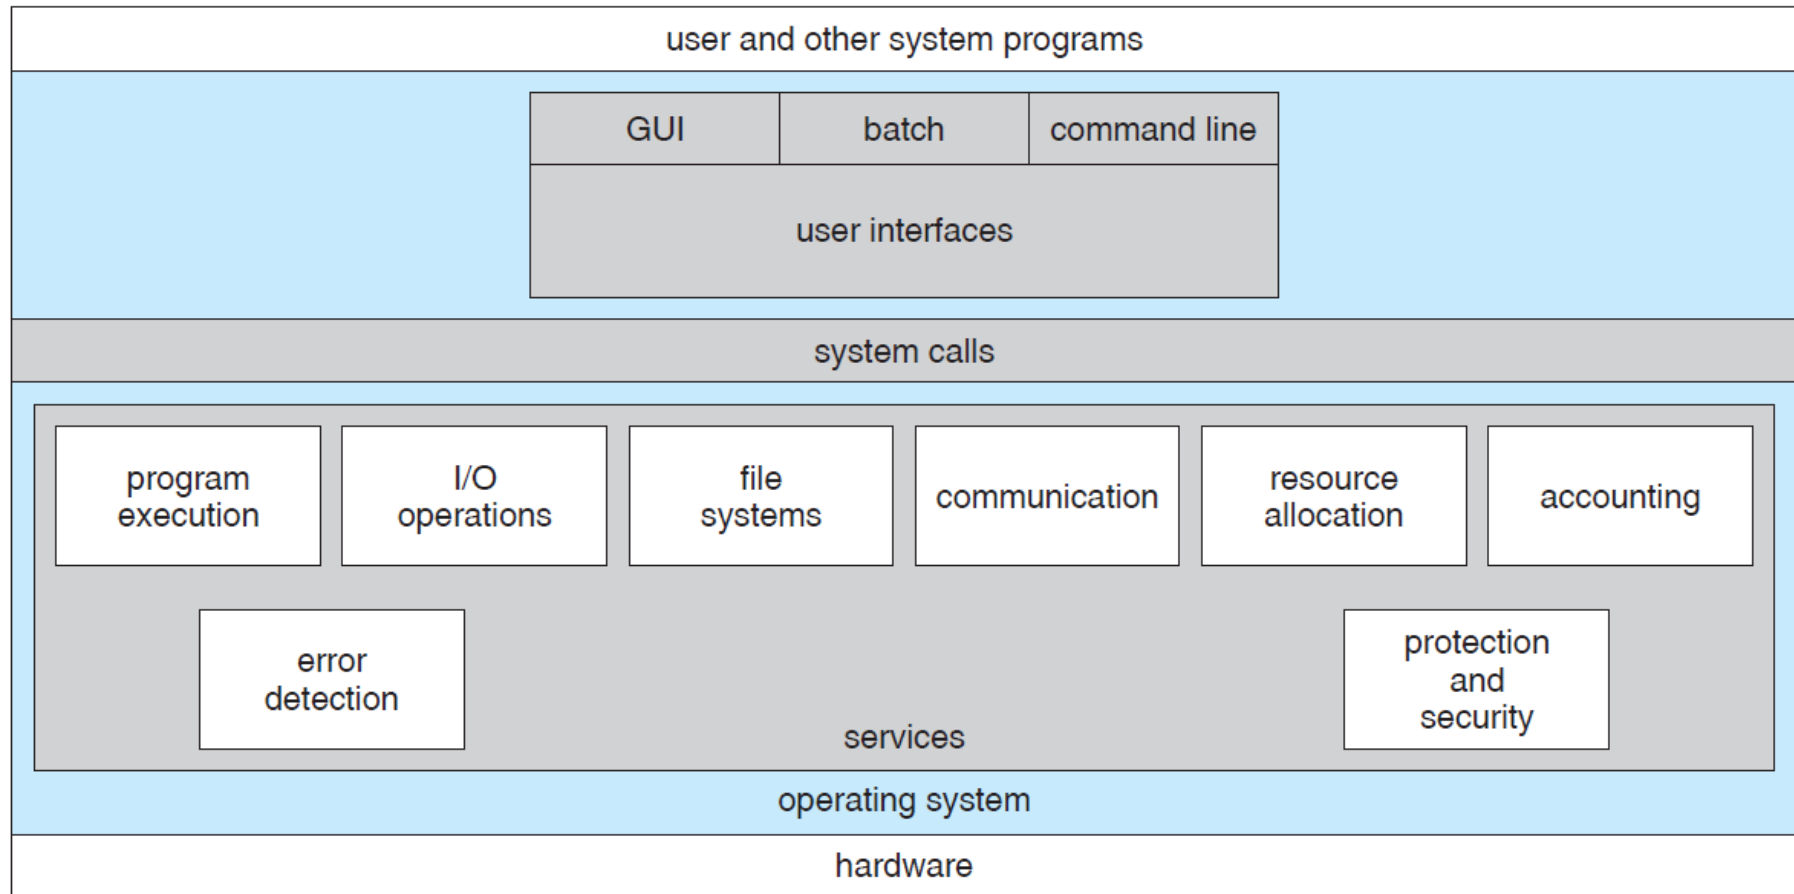 user and other system programs
GUI
batch
command line
user interfaces
system calls
program
execution
I/O
operations
file
systems
communication
resource
allocation
accounting
error
detection
protection
and
security
services
operating system
hardware